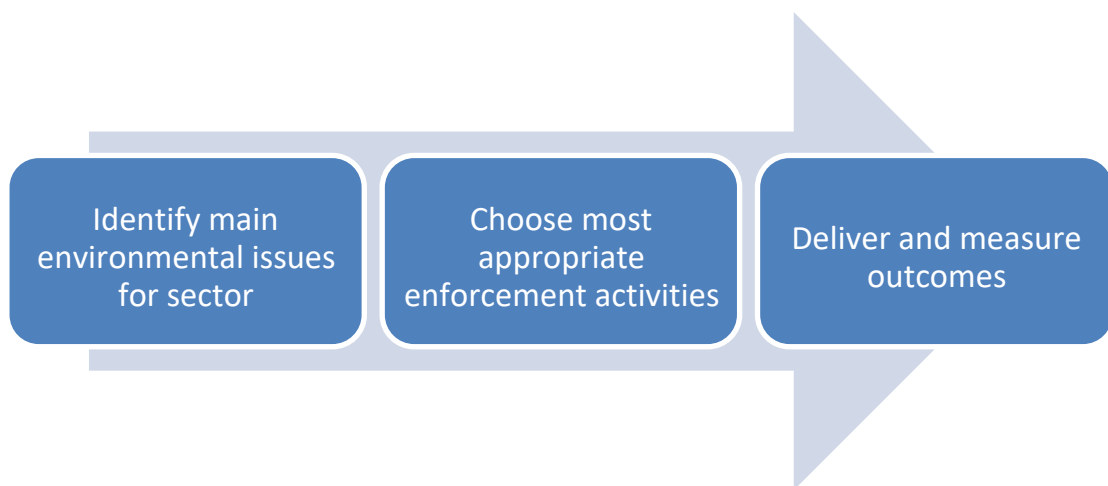 Identify main
environmental issues
for sector
Choose most
appropriate
enforcement activities
Deliver and measure
outcomes